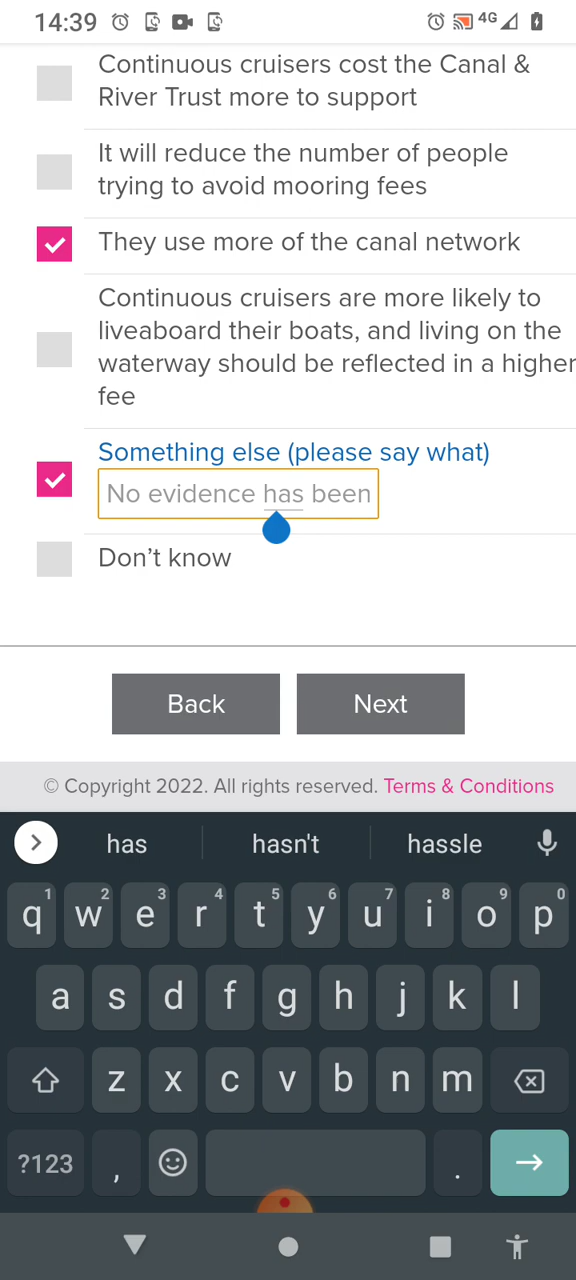 14:39
4G
Continuous cruisers cost the Canal &
River Trust more to support
It will reduce the number of people
trying to avoid mooring fees
They use more of the canal network
Continuous cruisers are more likely to
liveaboard their boats, and living on the
waterway should be reflected in a higher
fee
Something else (please say what)
No evidence has been
Don’t know
Back Next
© Copyright 2022. All rights reserved. Terms & Conditions
has hasn't hassle
1 2 3 4 5 6 7 8 9 0
q w e r t y u i o p
a s d f g h j k l
z x c v b n m
?123 , .